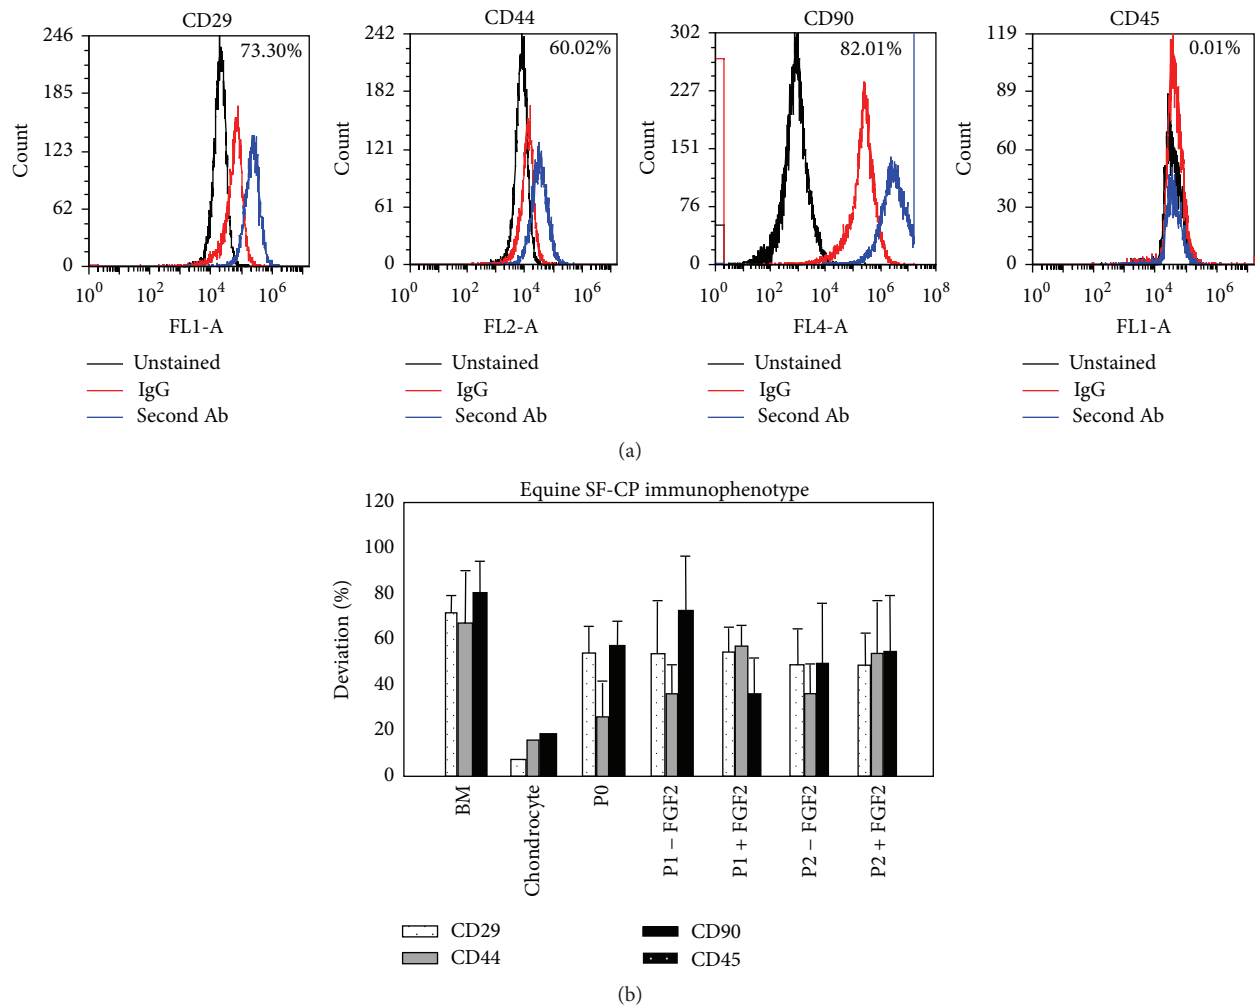 CD29
246
185
123
62
0
Count
73.30%
10^0 10^2 10^4 10^6
FL1-A
Unstained
IgG
Second Ab
CD44
242
182
121
61
0
Count
60.02%
10^0 10^2 10^4 10^6
FL2-A
Unstained
IgG
Second Ab
CD90
302
227
151
76
0
Count
82.01%
10^0 10^2 10^4 10^6 10^8
FL4-A
Unstained
IgG
Second Ab
CD45
119
89
60
30
0
Count
0.01%
10^0 10^2 10^4 10^6
FL1-A
Unstained
IgG
Second Ab
(a)
Equine SF-CP immunophenotype
120
100
80
60
40
20
0
Deviation (%)
BM
Chondrocyte
P0
P1 − FGF2
P1 + FGF2
P2 − FGF2
P2 + FGF2
CD29
CD44
CD90
CD45
(b)